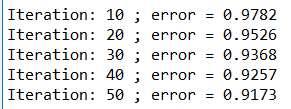 Iteration: 10 ; error = 0.9782
Iteration: 20 ; error = 0.9526
Iteration: 30 ; error = 0.9368
Iteration: 40 ; error = 0.9257
Iteration: 50 ; error = 0.9173